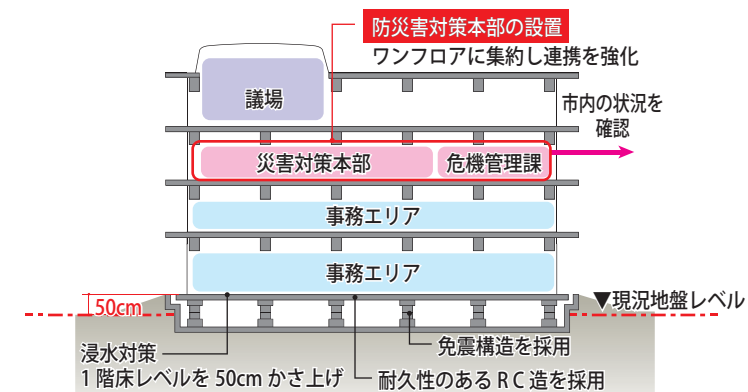 防災害対策本部の設置
ワンフロアに集約し連携を強化
議場
市内の状況を
確認
災害対策本部
危機管理課
事務エリア
事務エリア
50cm
▼現況地盤レベル
浸水対策
1階床レベルを50cmかさ上げ
免震構造を採用
耐久性のあるRC造を採用